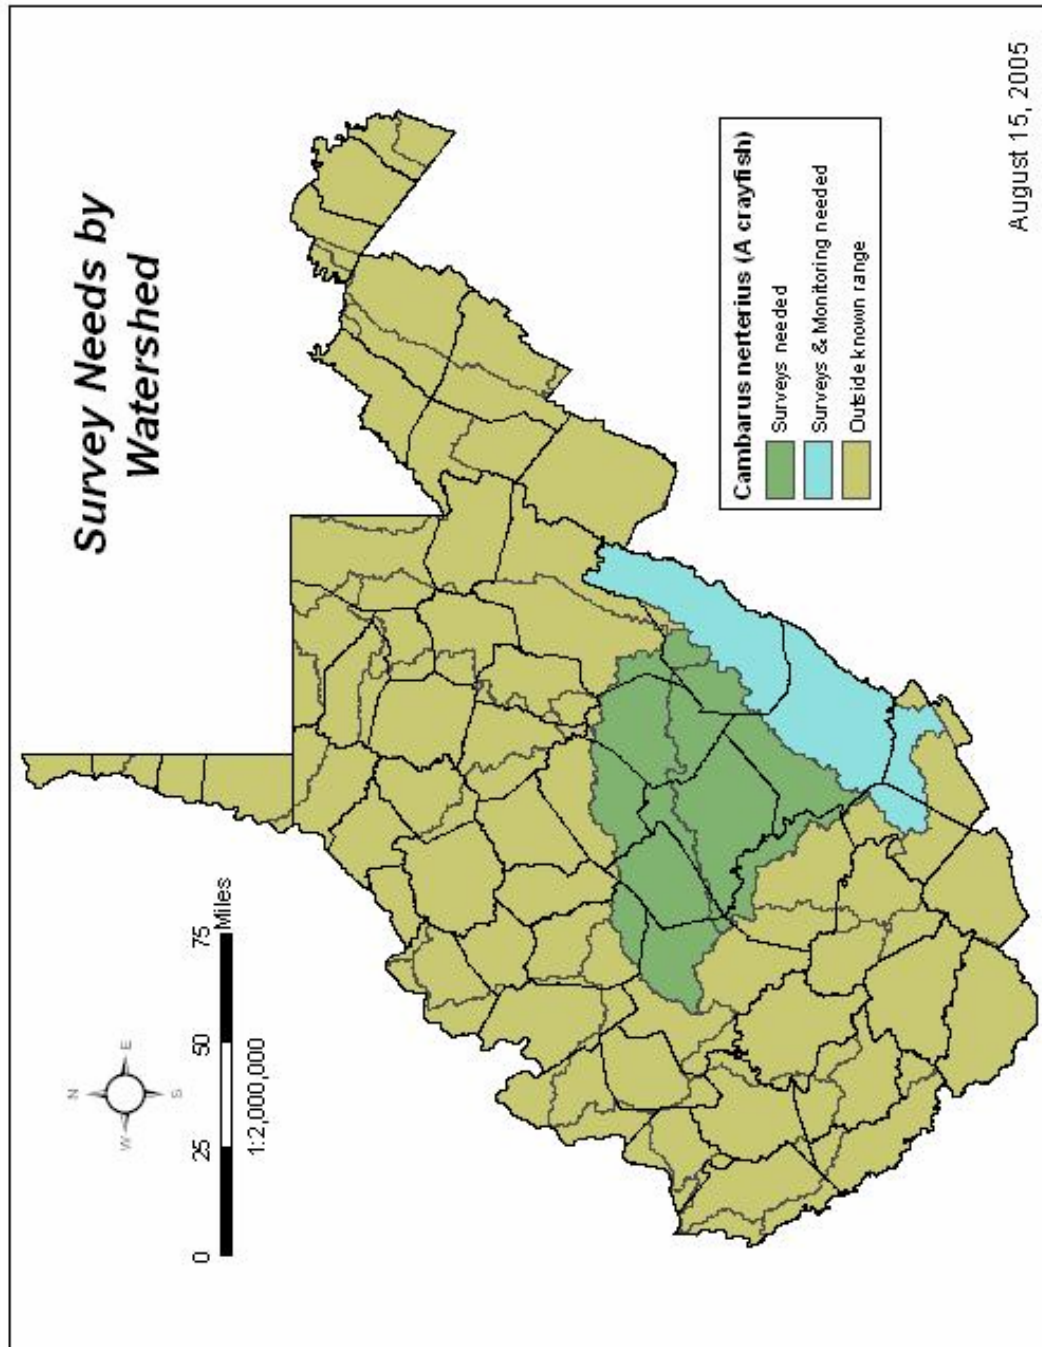 Survey Needs by
Watershed
N
W
E
S
0
25
50
75
Miles
1:2,000,000
Cambarus nerterius (A crayfish)
Surveys needed
Surveys & Monitoring needed
Outside known range
August 15, 2005